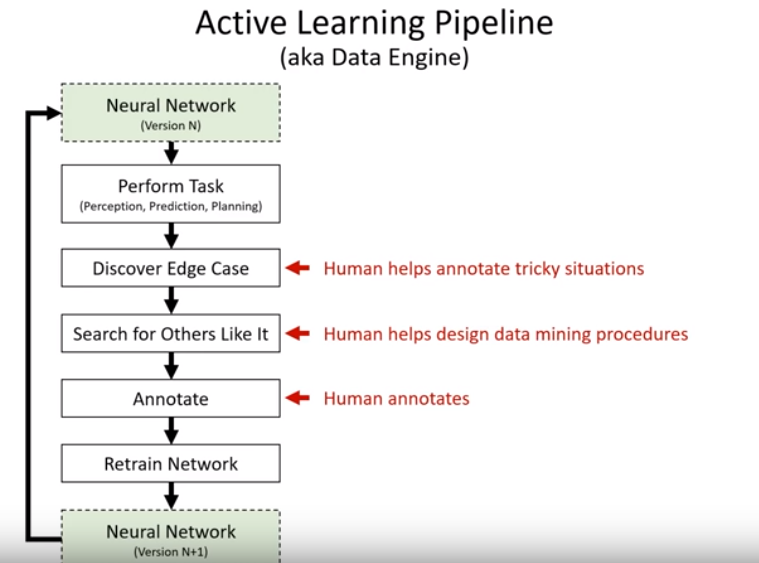 Active Learning Pipeline
(aka Data Engine)
Neural Network
(Version N)
Perform Task
(Perception, Prediction, Planning)
Discover Edge Case
Human helps annotate tricky situations
Search for Others Like It
Human helps design data mining procedures
Annotate
Human annotates
Retrain Network
Neural Network
(Version N+1)